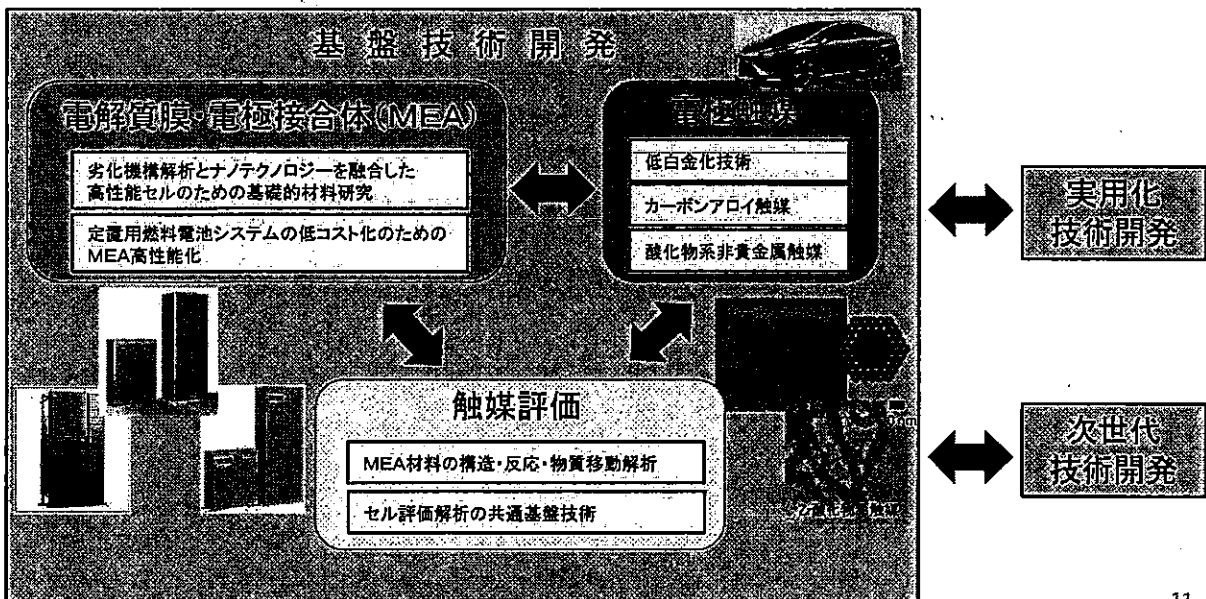 基盤技術開発
電解質膜・電極接合体(MEA)
劣化機構解析とナノテクノロジーを融合した
高性能セルのための基礎的材料研究
定置用燃料電池システムの低コスト化のための
MEA高性能化
電極触媒
低白金化技術
カーボンアロイ触媒
酸化物系非貴金属触媒
実用化
技術開発
触媒評価
MEA材料の構造・反応・物質移動解析
セル評価解析の共通基盤技術
次世代
技術開発
11